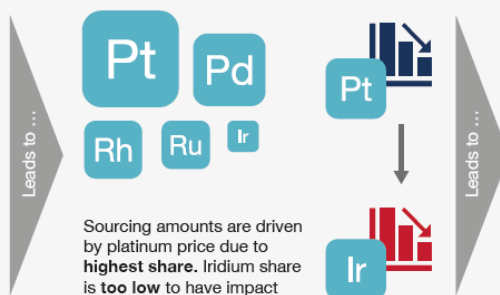 Leads to ...
Pt
Pd
Rh
Ru
Ir
Sourcing amounts are driven
by platinum price due to
highest share. Iridium share
is too low to have impact
Pt
Ir
Leads to ...